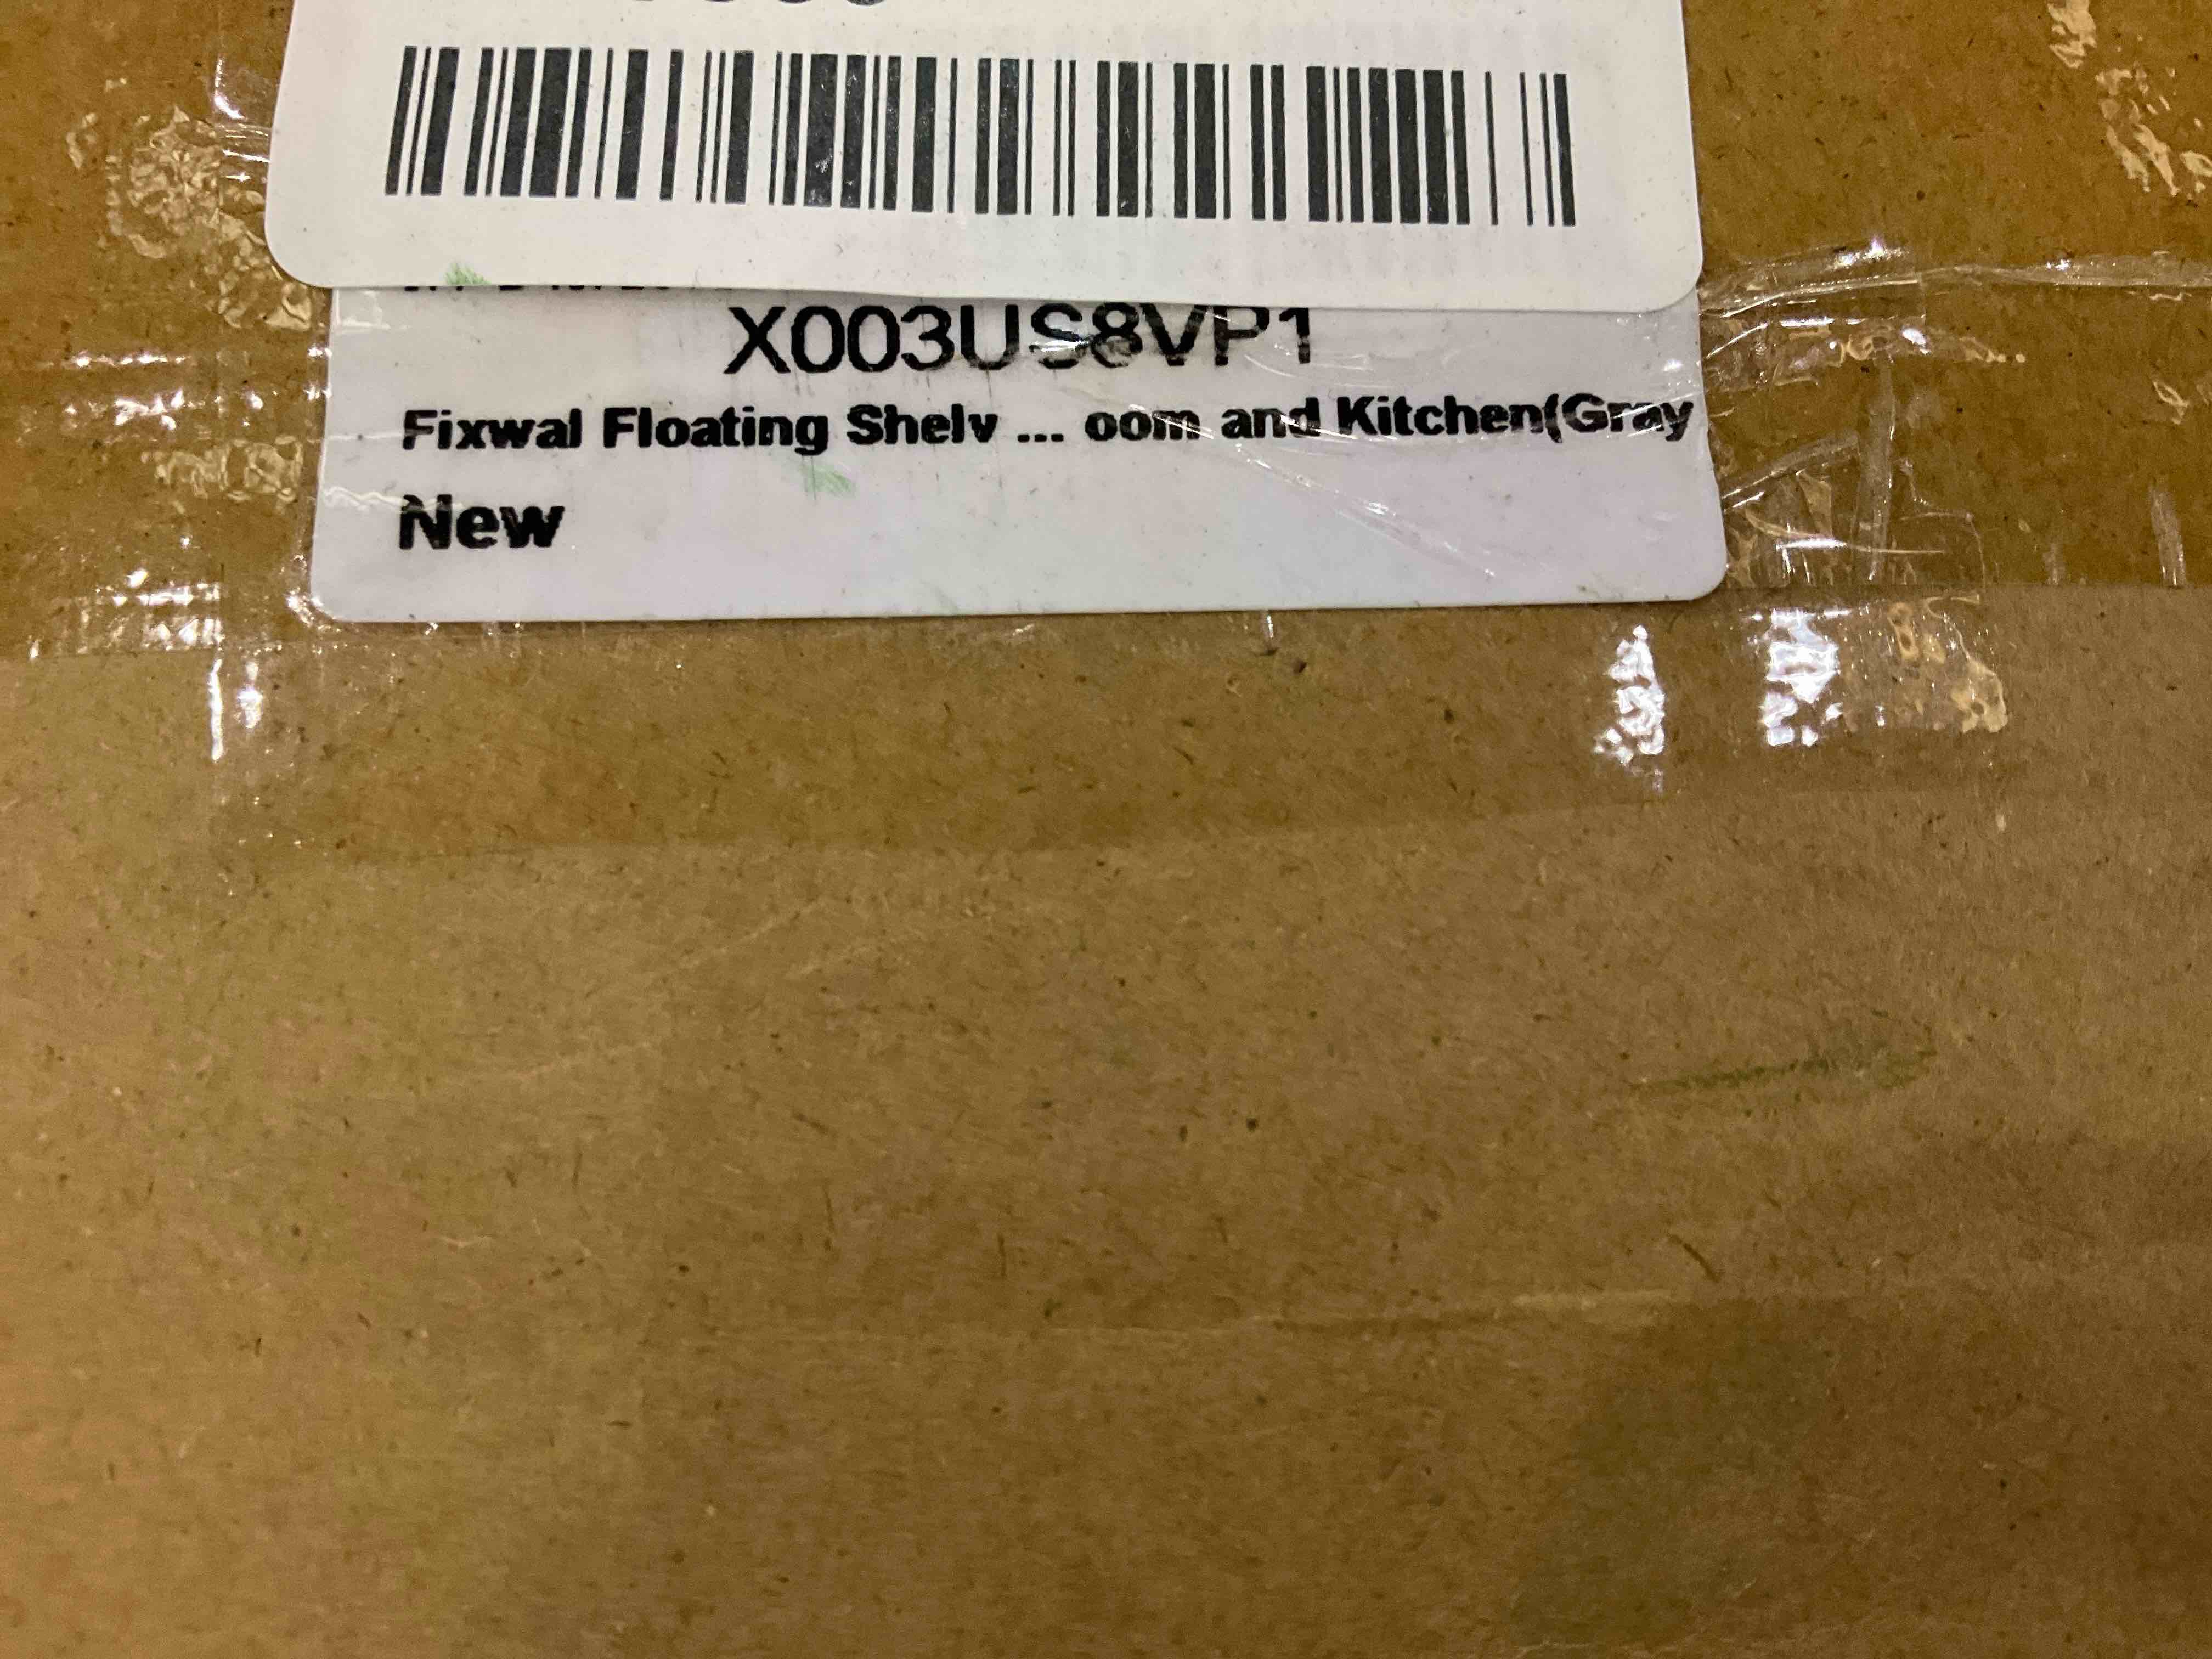 X003US8VP1
Fixwal Floating Shelv ... oom and Kitchen(Gray
New